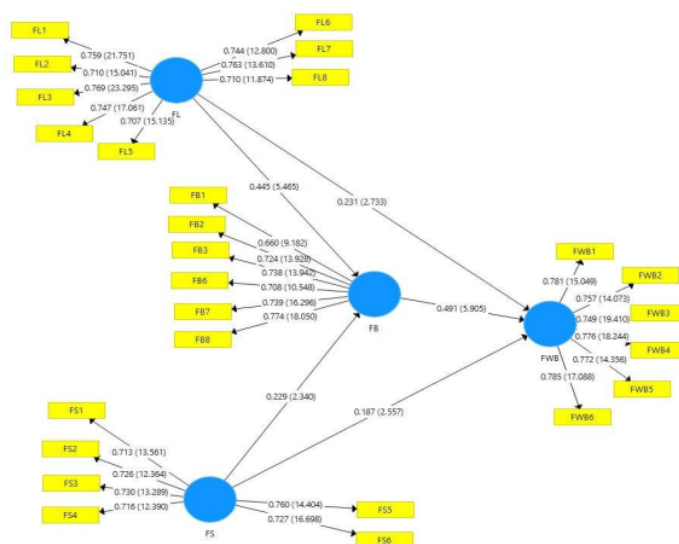 FL1
FL2
FL3
FL4
FL5
FL6
FL7
FL8
0.759 (21.751)
0.710 (15.041)
0.769 (23.295)
0.747 (17.061)
0.707 (15.135)
0.744 (12.800)
0.763 (13.610)
0.710 (11.874)
FL
0.445 (5.465)
0.231 (2.733)
FB1
FB2
FB3
FB6
FB7
FB8
0.660 (9.182)
0.724 (13.928)
0.738 (13.942)
0.708 (10.548)
0.739 (16.296)
0.774 (18.050)
FB
0.491 (5.905)
FWB1
FWB2
FWB3
FWB4
FWB5
FWB6
0.781 (15.049)
0.757 (14.073)
0.749 (19.410)
0.776 (18.244)
0.772 (14.356)
0.785 (17.088)
FWB
0.229 (2.340)
0.187 (2.557)
FS1
FS2
FS3
FS4
FS5
FS6
0.713 (13.561)
0.726 (12.364)
0.730 (13.289)
0.716 (12.390)
0.760 (14.404)
0.727 (16.698)
FS